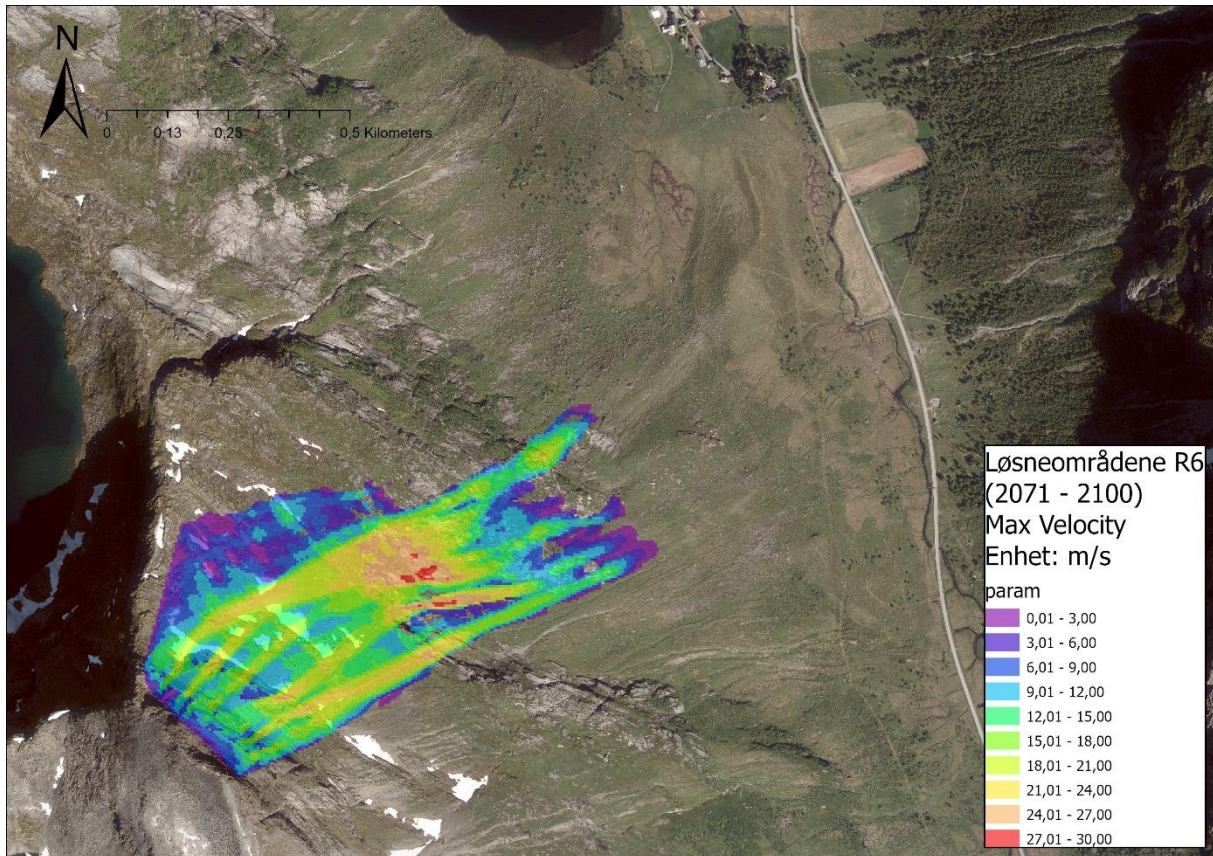 N
0 0,13 0,25 0,5 Kilometers
Løsneområdene R6
(2071 - 2100)
Max Velocity
Enhet: m/s
param
0,01 - 3,00
3,01 - 6,00
6,01 - 9,00
9,01 - 12,00
12,01 - 15,00
15,01 - 18,00
18,01 - 21,00
21,01 - 24,00
24,01 - 27,00
27,01 - 30,00